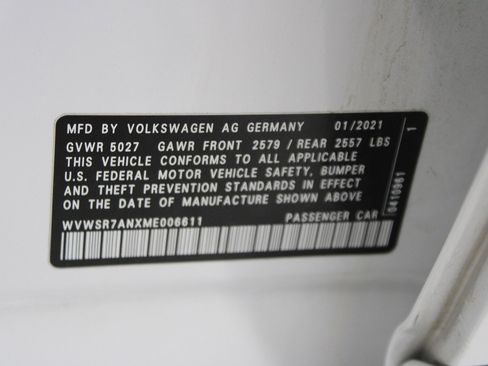 MFD BY VOLKSWAGEN AG GERMANY 01/2021
GVWR 5027 GAWR FRONT 2579 / REAR 2557 LBS
THIS VEHICLE CONFORMS TO ALL APPLICABLE
U.S. FEDERAL MOTOR VEHICLE SAFETY, BUMPER
AND THEFT PREVENTION STANDARDS IN EFFECT
ON THE DATE OF MANUFACTURE SHOWN ABOVE
WVWSR7ANXME006611 PASSENGER CAR
0410961 1